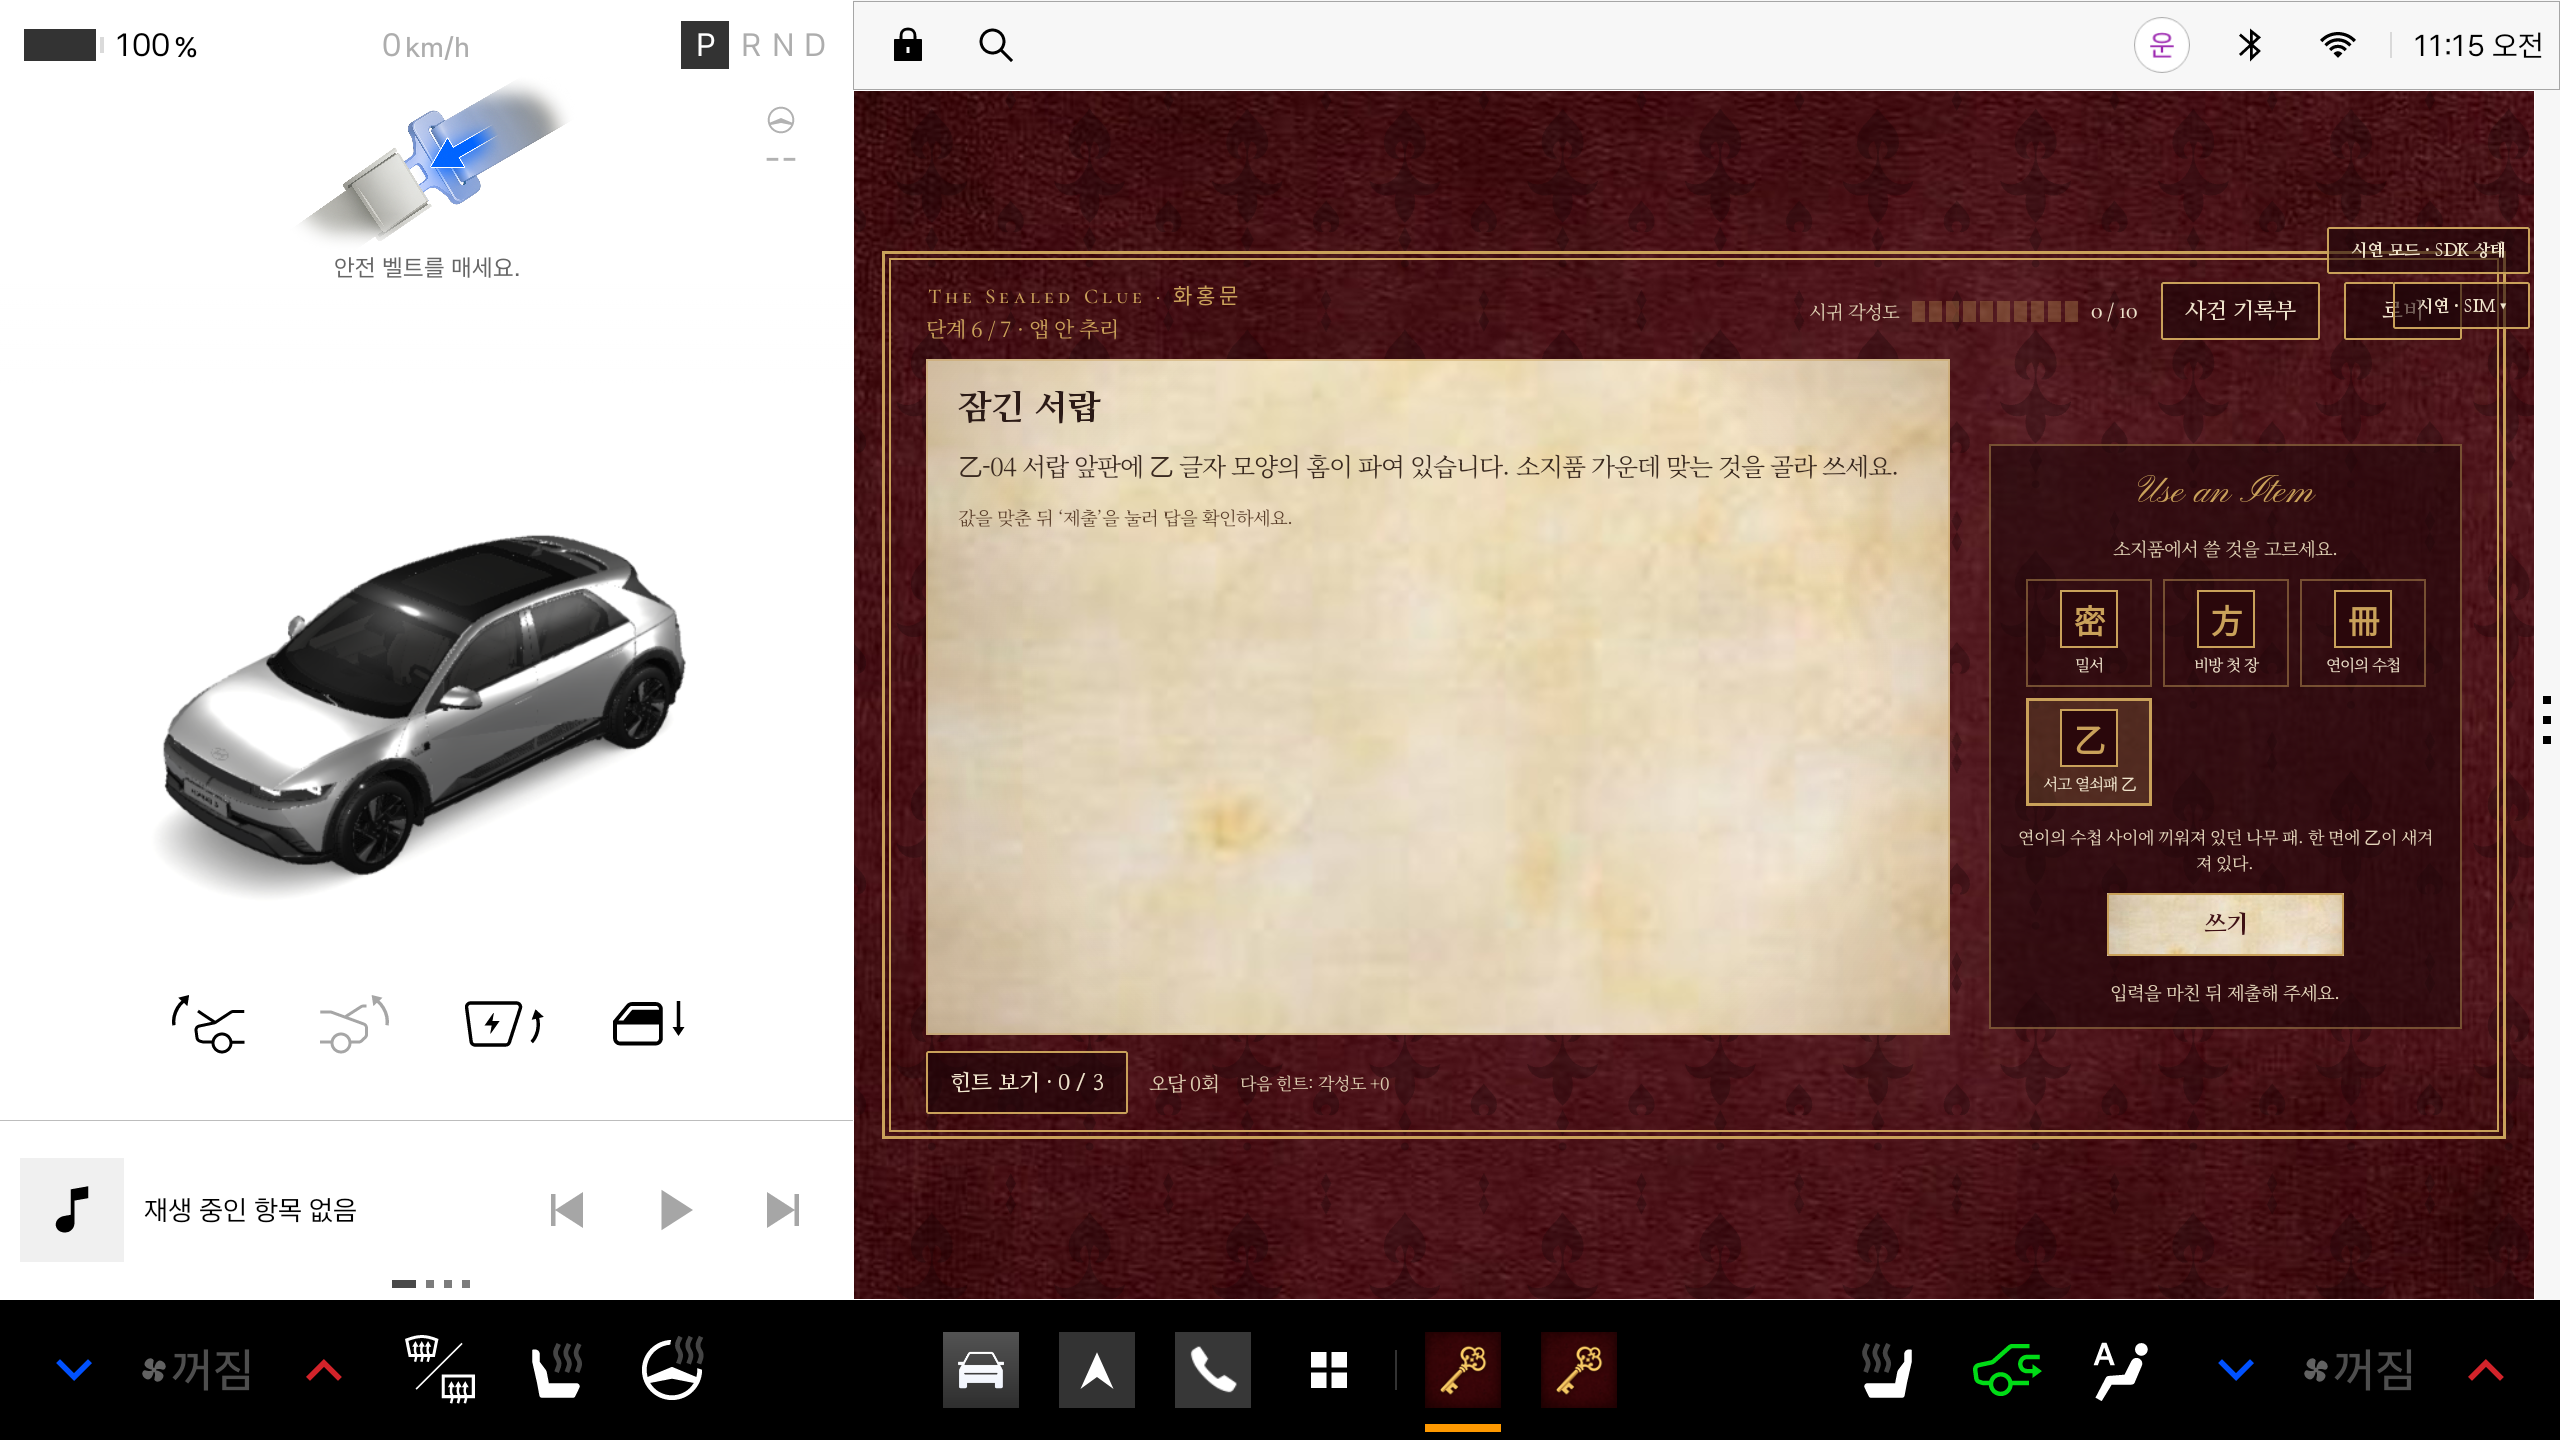 100 %
0 km/h
P R N D
운
11:15 오전
안전 벨트를 매세요.
시연 모드 · SDK 상태
THE SEALED CLUE · 화홍문
단계 6 / 7 · 앱 안 추리
시귀 각성도
0 / 10
사건 기록부
시연 · SIM ▾
잠긴 서랍
乙-04 서랍 앞판에 乙 글자 모양의 홈이 파여 있습니다. 소지품 가운데 맞는 것을 골라 쓰세요.
값을 맞춘 뒤 ‘제출’을 눌러 답을 확인하세요.
Use an Item
소지품에서 쓸 것을 고르세요.
密
밀서
方
비방 첫 장
冊
연이의 수첩
乙
서고 열쇠패 乙
연이의 수첩 사이에 끼워져 있던 나무 패. 한 면에 乙이 새겨
져 있다.
쓰기
입력을 마친 뒤 제출해 주세요.
힌트 보기 · 0 / 3
오답 0회
다음 힌트: 각성도 +0
재생 중인 항목 없음
꺼짐
A
꺼짐